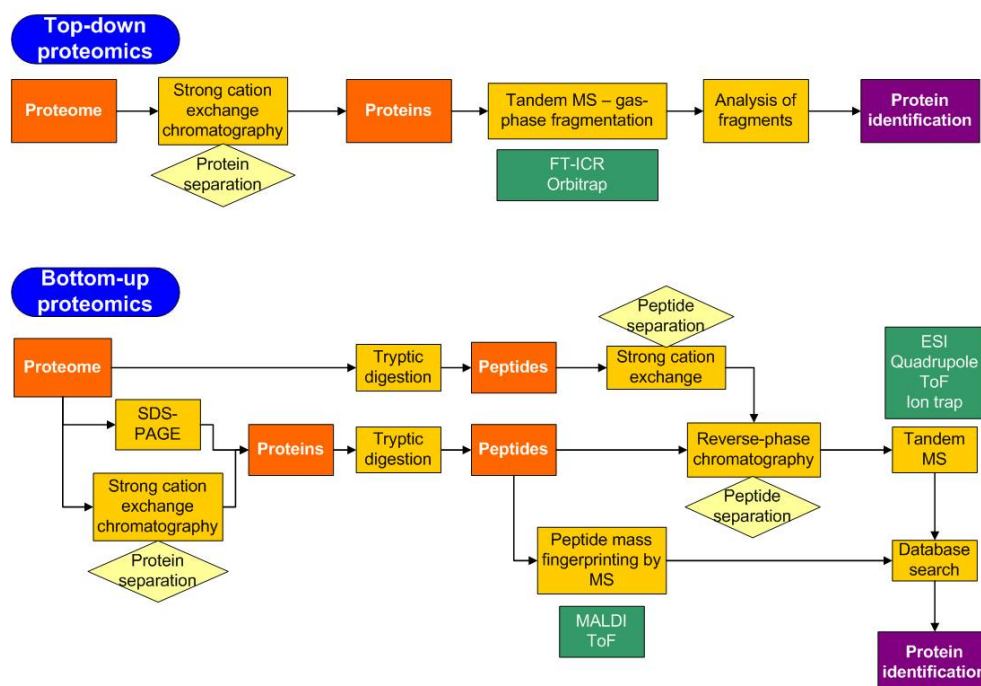 Top-down
proteomics
Proteome
Strong cation
exchange
chromatography
Protein
separation
Proteins
Tandem MS – gas-
phase fragmentation
FT-ICR
Orbitrap
Analysis of
fragments
Protein
identification
Bottom-up
proteomics
Proteome
Tryptic
digestion
Peptides
Peptide
separation
Strong cation
exchange
ESI
Quadrupole
ToF
Ion trap
SDS-
PAGE
Strong cation
exchange
chromatography
Protein
separation
Proteins
Tryptic
digestion
Peptides
Reverse-phase
chromatography
Peptide
separation
Tandem
MS
Peptide mass
fingerprinting by
MS
MALDI
ToF
Database
search
Protein
identification